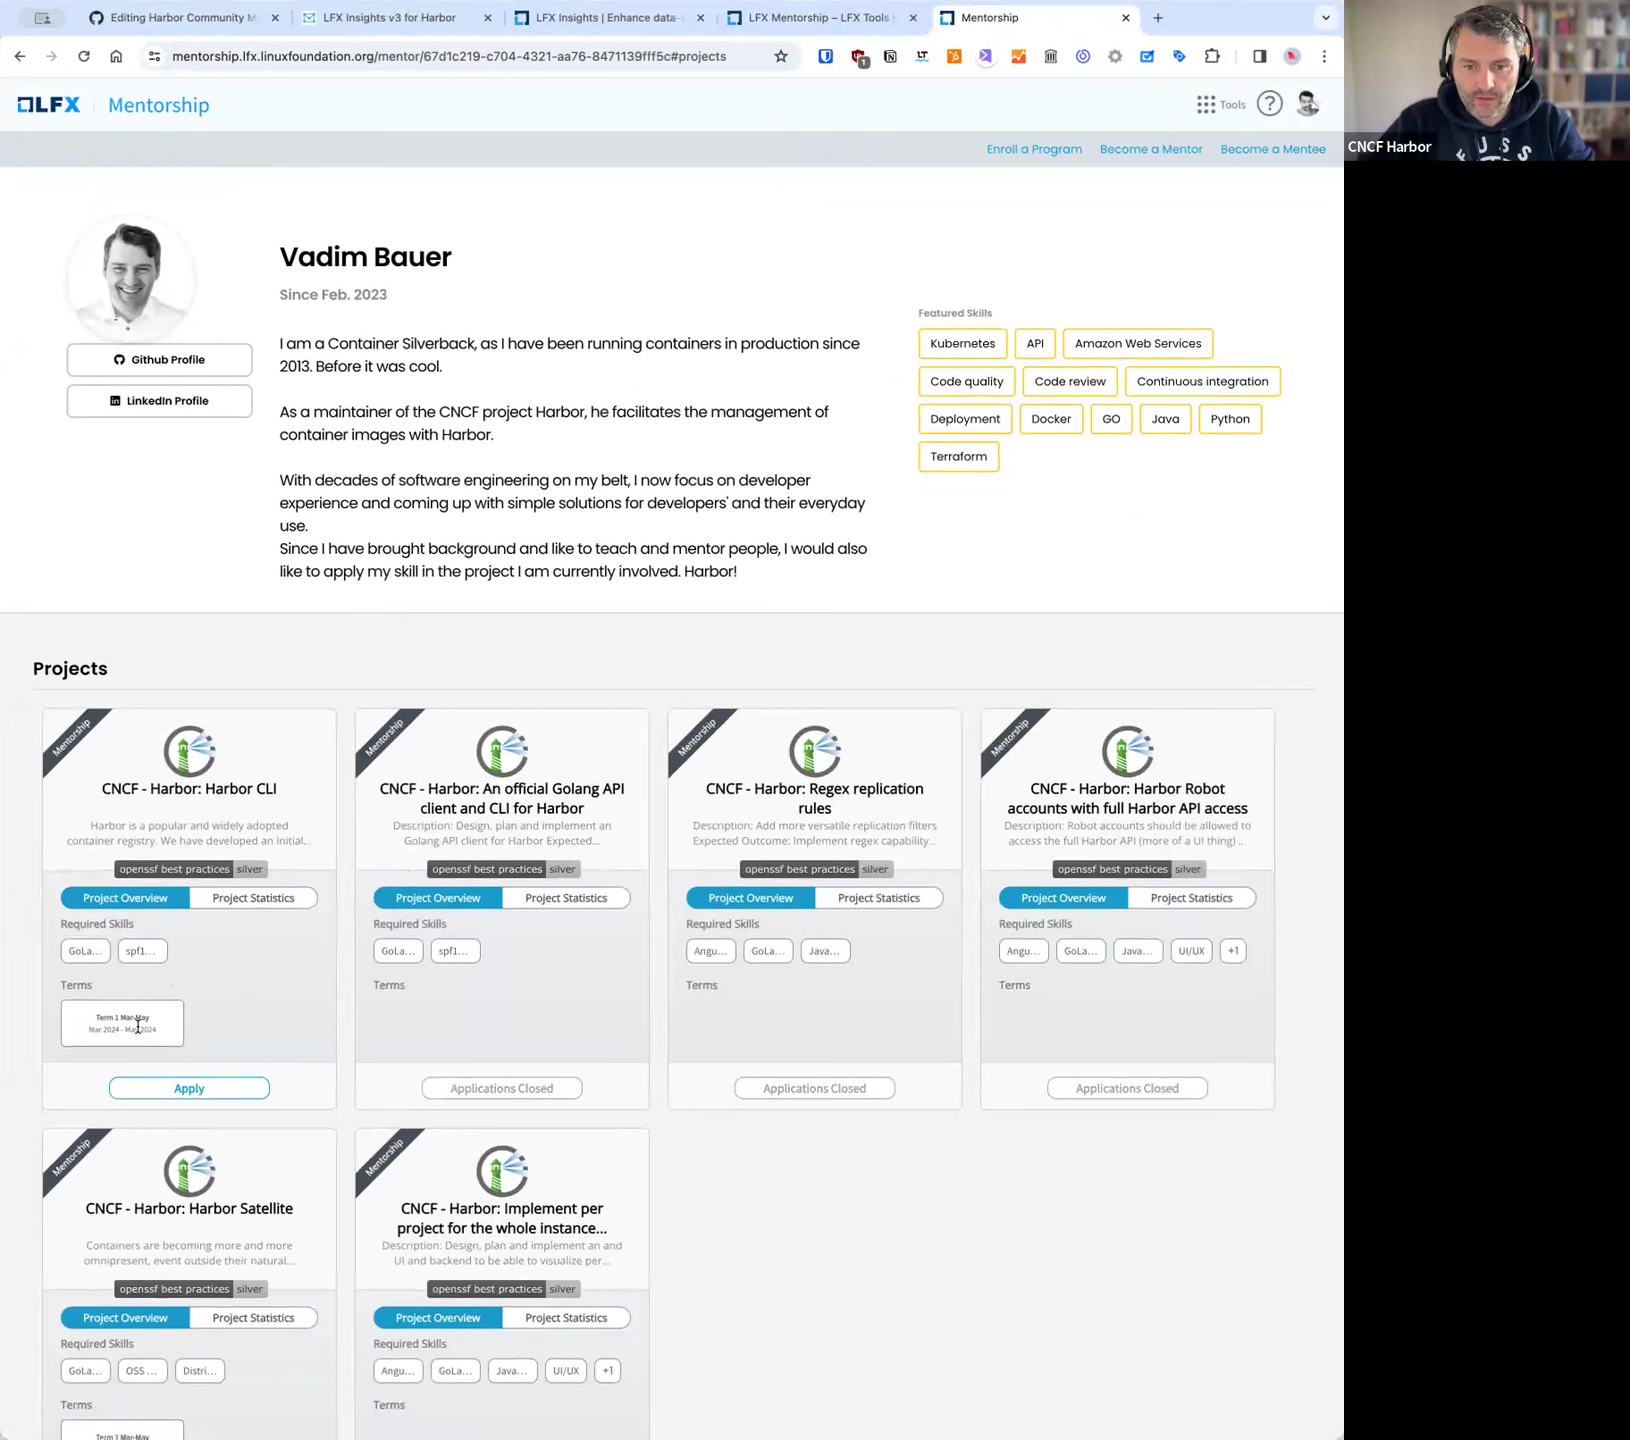 Editing Harbor Community M
LFX Insights v3 for Harbor
LFX Insights | Enhance data-
LFX Mentorship – LFX Tools
Mentorship
mentorship.lfx.linuxfoundation.org/mentor/67d1c219-c704-4321-aa76-8471139fff5c#projects
1
LFX
Mentorship
Tools
?
CNCF Harbor
FUSS
Enroll a Program
Become a Mentor
Become a Mentee
Vadim Bauer
Since Feb. 2023
Github Profile
LinkedIn Profile
I am a Container Silverback, as I have been running containers in production since
2013. Before it was cool.
As a maintainer of the CNCF project Harbor, he facilitates the management of
container images with Harbor.
With decades of software engineering on my belt, I now focus on developer
experience and coming up with simple solutions for developers' and their everyday
use.
Since I have brought background and like to teach and mentor people, I would also
like to apply my skill in the project I am currently involved. Harbor!
Featured Skills
Kubernetes API Amazon Web Services
Code quality Code review Continuous integration
Deployment Docker GO Java Python
Terraform
Projects
Mentorship
CNCF - Harbor: Harbor CLI
Harbor is a popular and widely adopted
container registry. We have developed an initial...
openssf best practices silver
Project Overview Project Statistics
Required Skills
GoLa... spf1...
Terms
Term 1 Mar-May
Mar 2024 - May 2024
Apply
Mentorship
CNCF - Harbor: An official Golang API
client and CLI for Harbor
Description: Design, plan and implement an
Golang API client for Harbor Expected...
openssf best practices silver
Project Overview Project Statistics
Required Skills
GoLa... spf1...
Terms
Applications Closed
Mentorship
CNCF - Harbor: Regex replication
rules
Description: Add more versatile replication filters
Expected Outcome: Implement regex capability...
openssf best practices silver
Project Overview Project Statistics
Required Skills
Angu... GoLa... Java...
Terms
Applications Closed
Mentorship
CNCF - Harbor: Harbor Robot
accounts with full Harbor API access
Description: Robot accounts should be allowed to
access the full Harbor API (more of a UI thing) ..
openssf best practices silver
Project Overview Project Statistics
Required Skills
Angu... GoLa... Java... UI/UX +1
Terms
Applications Closed
Mentorship
CNCF - Harbor: Harbor Satellite
Containers are becoming more and more
omnipresent, event outside their natural...
openssf best practices silver
Project Overview Project Statistics
Required Skills
GoLa... OSS ... Distri...
Terms
Term 1 Mar-May
Mentorship
CNCF - Harbor: Implement per
project for the whole instance...
Description: Design, plan and implement an and
UI and backend to be able to visualize per...
openssf best practices silver
Project Overview Project Statistics
Required Skills
Angu... GoLa... Java... UI/UX +1
Terms